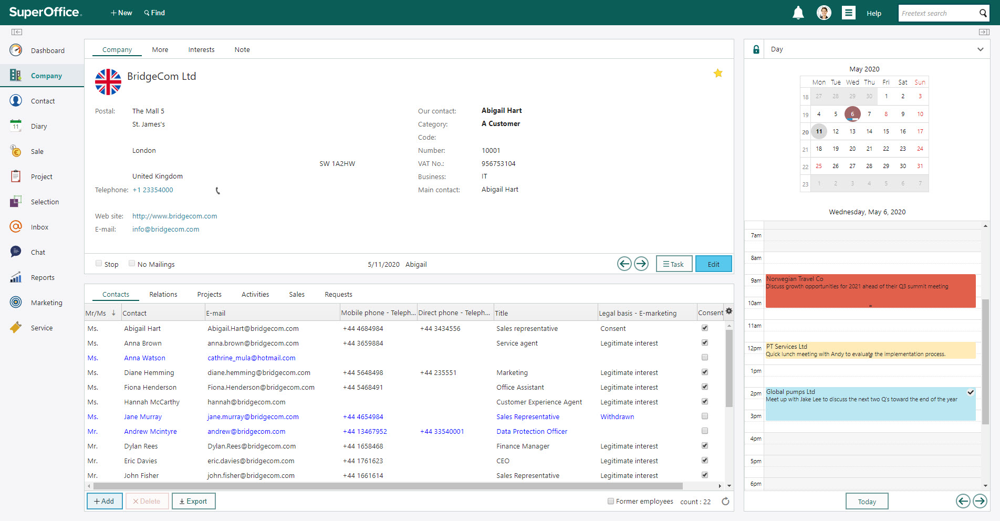 SuperOffice.
+ New
Find
Help
Freetext search
Dashboard
Company
Contact
11
Diary
Sale
Project
Selection
Inbox
Chat
Reports
Marketing
Service
Company More Interests Note
BridgeCom Ltd
Postal: The Mall 5
St. James's
London
SW 1A2HW
United Kingdom
Telephone: +1 23354000
Web site: http://www.bridgecom.com
E-mail: info@bridgecom.com
Our contact: Abigail Hart
Category: A Customer
Code:
Number: 10001
VAT No.: 956753104
Business: IT
Main contact: Abigail Hart
Stop No Mailings 5/11/2020 Abigail Task Edit
Contacts Relations Projects Activities Sales Requests
Mr/Ms Contact E-mail Mobile phone - Teleph... Direct phone - Teleph... Title Legal basis - E-marketing Consent
Ms. Abigail Hart Abigail.Hart@bridgecom.com +44 4684984 +44 3434556 Sales representative Consent
Ms. Anna Brown anna.brown@bridgecom.com +44 3659884 Service agent Legitimate interest
Ms. Anna Watson cathrine_mula@hotmail.com
Ms. Diane Hemming diane.hemming@bridgecom.com +44 5648498 +44 235551 Marketing Legitimate interest
Ms. Fiona Henderson Fiona.Henderson@bridgecom.com +44 5468491 Office Assistant Legitimate interest
Ms. Hannah McCarthy hannah@bridgecom.com Customer Experience Agent Legitimate interest
Ms. Jane Murray jane.murray@bridgecom.com +44 4654984 Sales Representative Withdrawn
Mr. Andrew Mcintyre andrew@bridgecom.com +44 13467952 +44 33540001 Data Protection Officer
Mr. Dylan Rees Dylan.Rees@bridgecom.com +44 1658468 Finance Manager Legitimate interest
Mr. Eric Davies eric.davies@bridgecom.com +44 1761623 CEO Legitimate interest
Mr. John Fisher john.fisher@bridgecom.com +44 1661614 Sales Representative Legitimate interest
+ Add Delete Export Former employees count : 22
Day
May 2020
Mon Tue Wed Thu Fri Sat Sun
18 27 28 29 30 1 2 3
19 4 5 6 7 8 9 10
20 11 12 13 14 15 16 17
21 18 19 20 21 22 23 24
22 25 26 27 28 29 30 31
23 1 2 3 4 5 6 7
Wednesday, May 6, 2020
7am
8am
9am Norwegian Travel Co
Discuss growth opportunities for 2021 ahead of their Q3 summit meeting
10am
11am
12pm PT Services Ltd
Quick lunch meeting with Andy to evaluate the implementation process.
1pm
2pm Global pumps Ltd
Meet up with Jake Lee to discuss the next two Q's toward the end of the year
3pm
4pm
5pm
6pm
Today